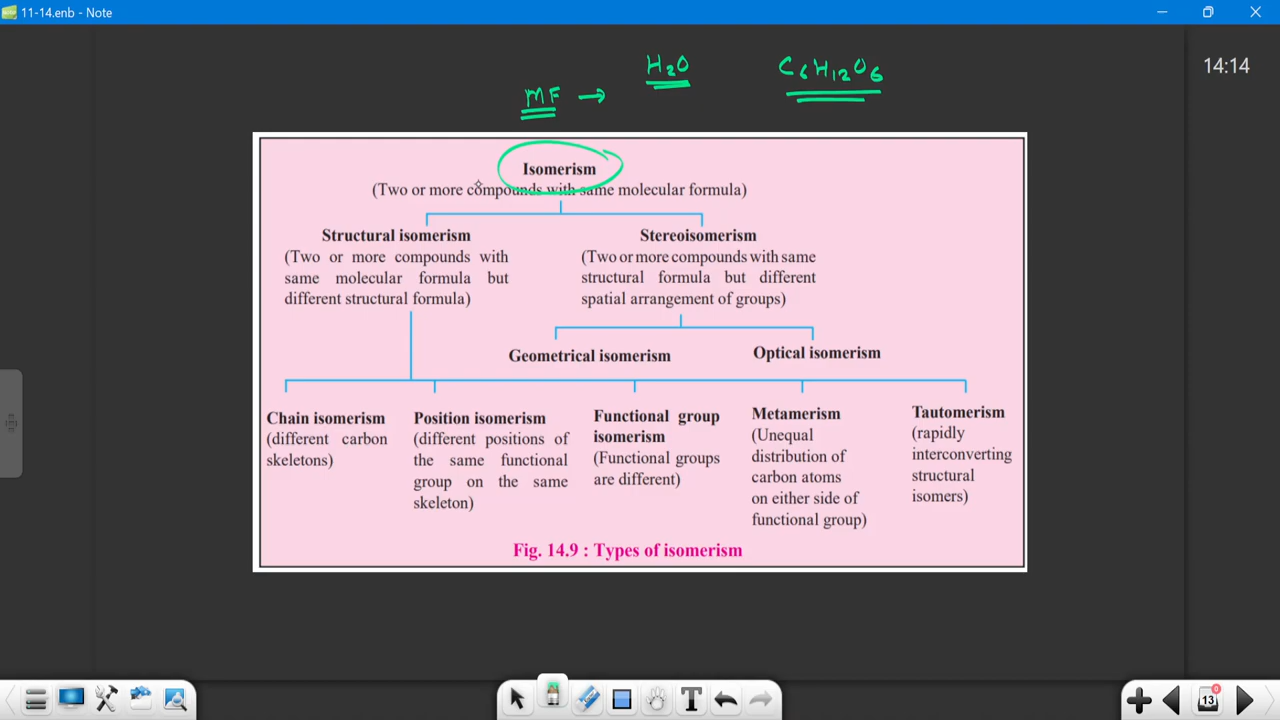 11-14.enb - Note
14:14
H2O C6H12O6
MF →
Isomerism
(Two or more compounds with same molecular formula)
Structural isomerism
(Two or more compounds with
same molecular formula but
different structural formula)
Stereoisomerism
(Two or more compounds with same
structural formula but different
spatial arrangement of groups)
Geometrical isomerism
Optical isomerism
Chain isomerism
(different carbon
skeletons)
Position isomerism
(different positions of
the same functional
group on the same
skeleton)
Functional group
isomerism
(Functional groups
are different)
Metamerism
(Unequal
distribution of
carbon atoms
on either side of
functional group)
Tautomerism
(rapidly
interconverting
structural
isomers)
Fig. 14.9 : Types of isomerism
T
13
0